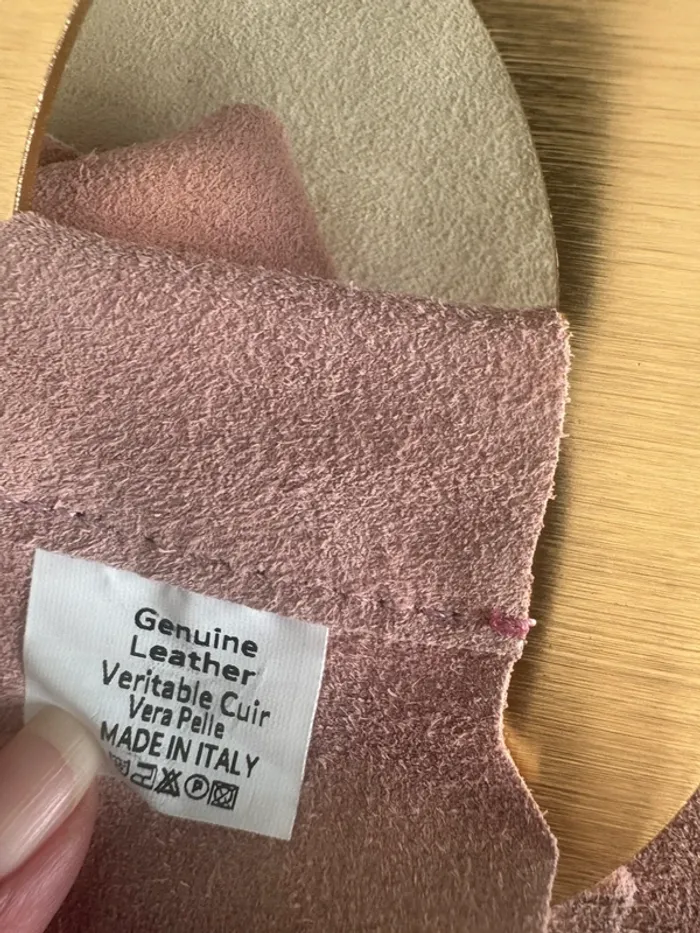 Genuine
Leather
Veritable Cuir
Vera Pelle
MADE IN ITALY
P